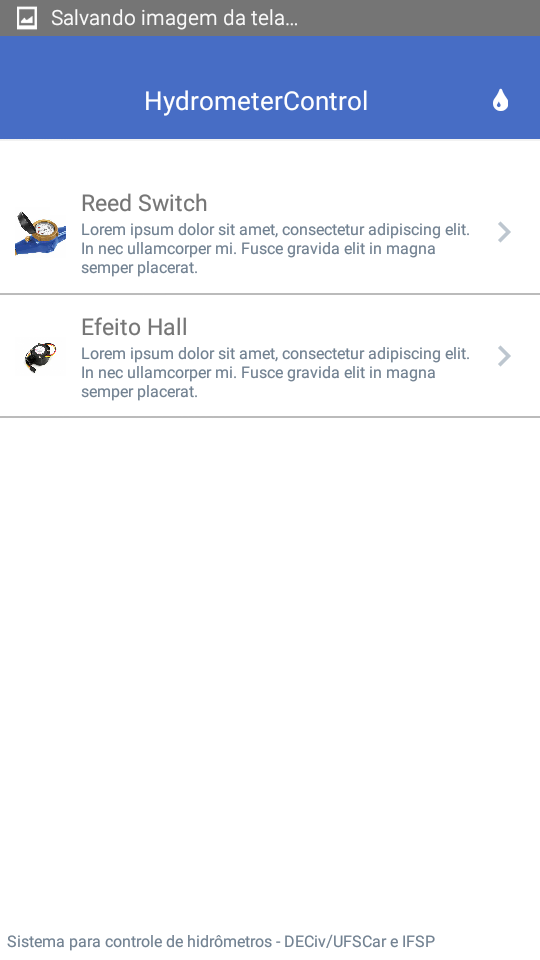 Salvando imagem da tela...
HydrometerControl
Reed Switch
Lorem ipsum dolor sit amet, consectetur adipiscing elit.
In nec ullamcorper mi. Fusce gravida elit in magna
semper placerat.
Efeito Hall
Lorem ipsum dolor sit amet, consectetur adipiscing elit.
In nec ullamcorper mi. Fusce gravida elit in magna
semper placerat.
Sistema para controle de hidrômetros - DECiv/UFSCar e IFSP